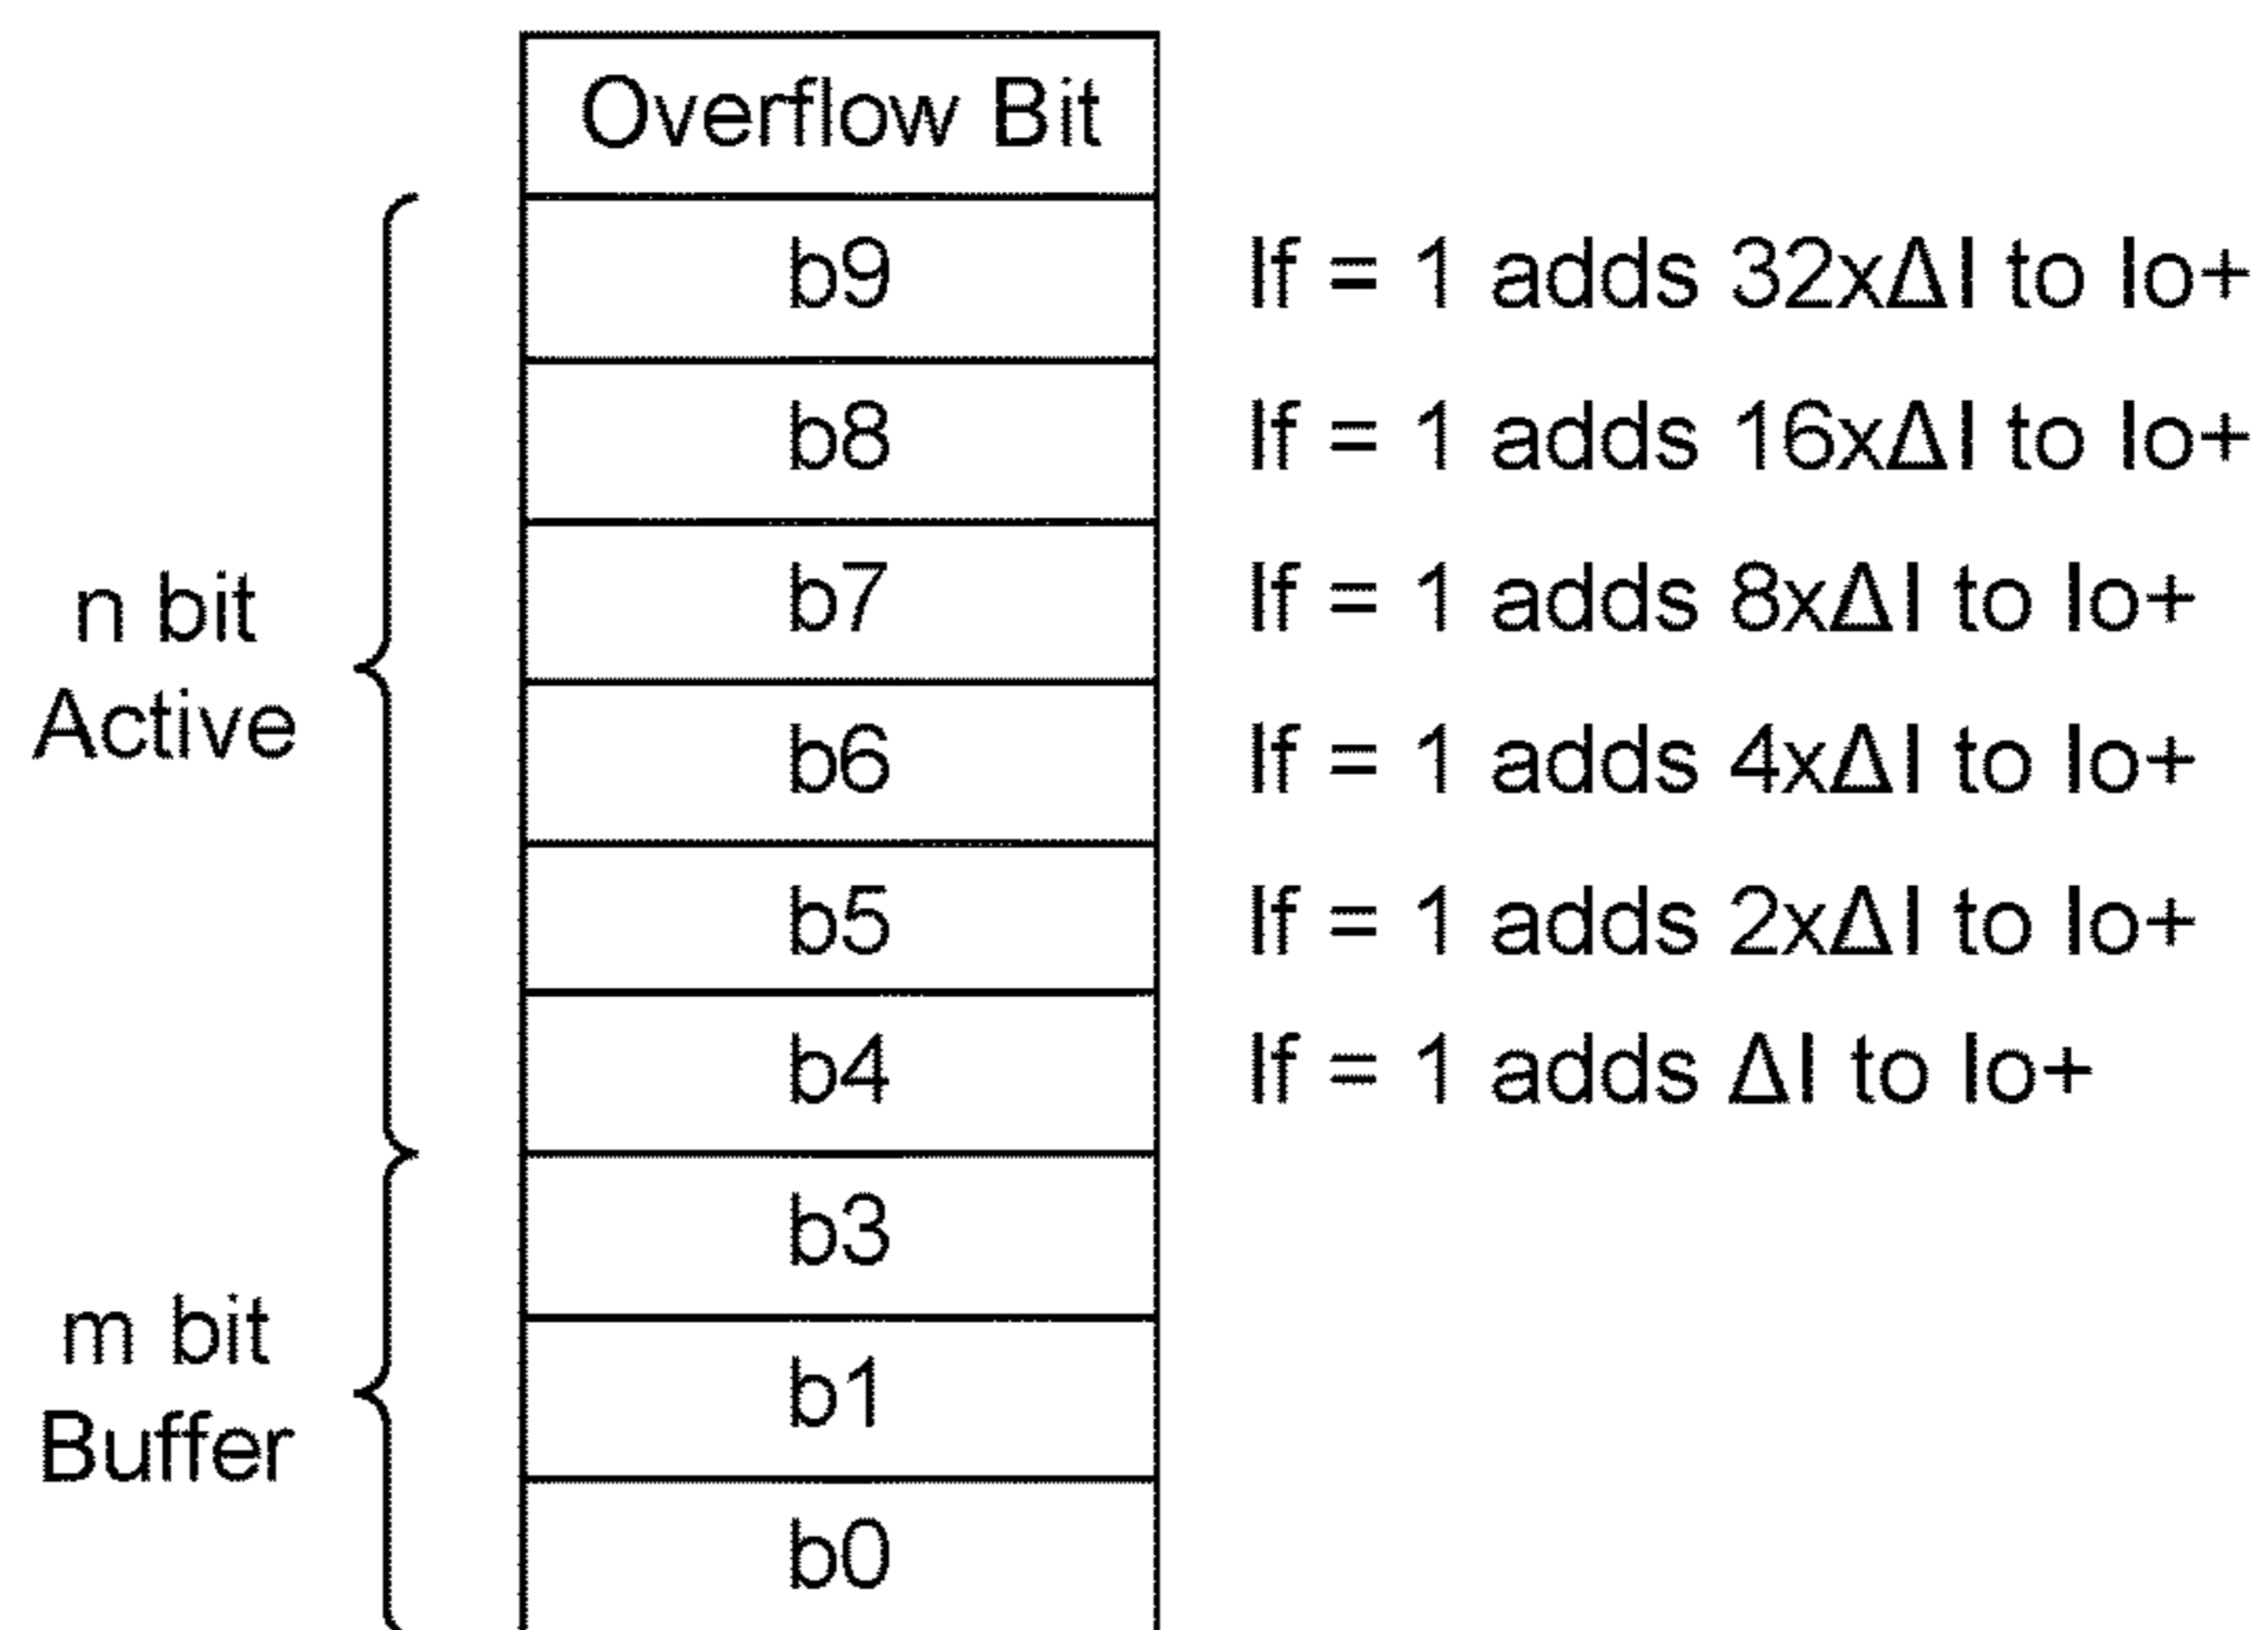 Overflow Bit
b9 If = 1 adds 32xΔI to Io+
b8 If = 1 adds 16xΔI to Io+
b7 If = 1 adds 8xΔI to Io+
n bit
Active
b6 If = 1 adds 4xΔI to Io+
b5 If = 1 adds 2xΔI to Io+
b4 If = 1 adds ΔI to Io+
b3
m bit
Buffer
b1
b0